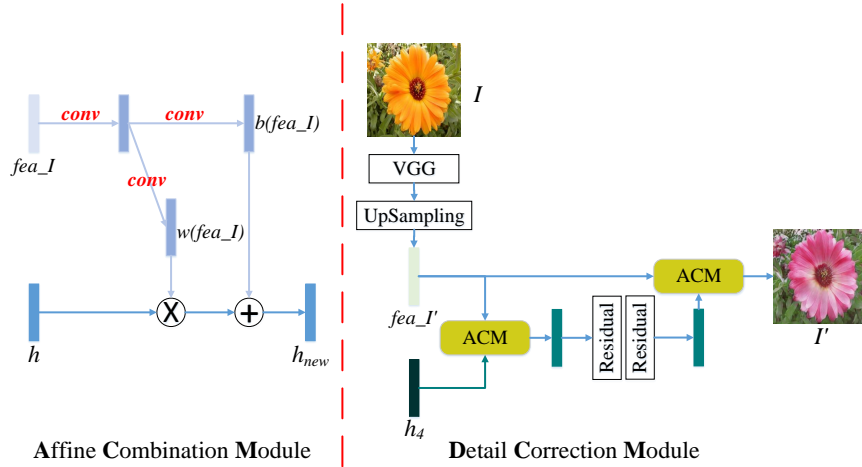 conv
conv
b(fea_I)
fea_I
conv
w(fea_I)
X
+
h
h_new
Affine Combination Module
I
VGG
UpSampling
fea_I'
ACM
ACM
Residual
Residual
I'
h_4
Detail Correction Module